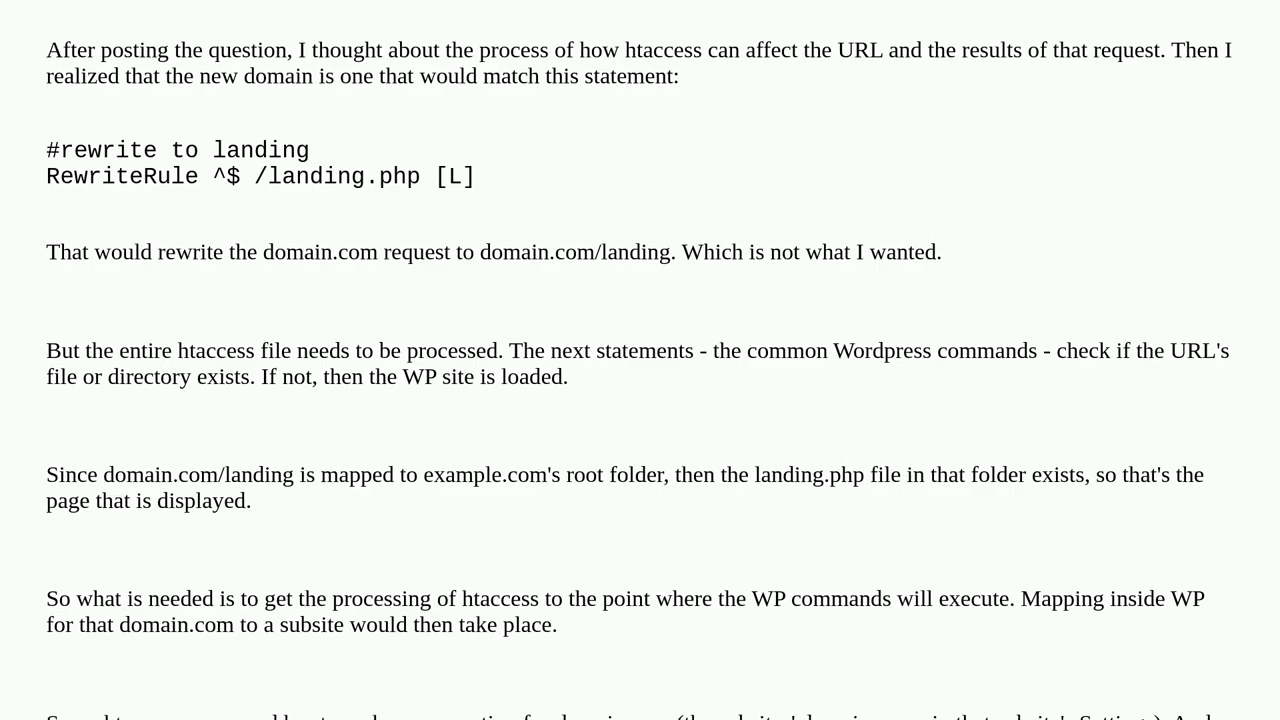 After posting the question, I thought about the process of how htaccess can affect the URL and the results of that request. Then I
realized that the new domain is one that would match this statement:
#rewrite to landing
RewriteRule ^$ /landing.php [L]
That would rewrite the domain.com request to domain.com/landing. Which is not what I wanted.
But the entire htaccess file needs to be processed. The next statements - the common Wordpress commands - check if the URL's
file or directory exists. If not, then the WP site is loaded.
Since domain.com/landing is mapped to example.com's root folder, then the landing.php file in that folder exists, so that's the
page that is displayed.
So what is needed is to get the processing of htaccess to the point where the WP commands will execute. Mapping inside WP
for that domain.com to a subsite would then take place.